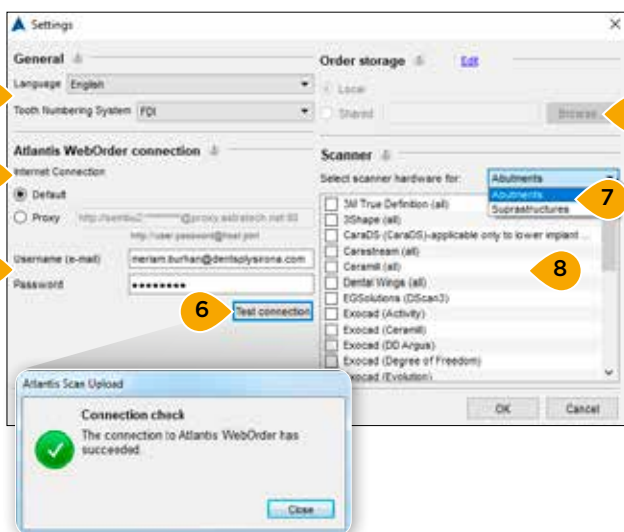 Settings
General
Language English
Tooth Numbering System FDI
Order storage Edit
Local
Shared Browse...
Atlantis WebOrder connection
Internet Connection
Default
Proxy
Username (e-mail) meriam.burhan@dentsplysirona.com
Password ••••••••
6 Test connection
Scanner
Select scanner hardware for: Abutments
Abutments
Suprastructures
7
3M True Definition (all)
3Shape (all)
CaraDS-(CaraDS)-applicable only to lower implant ...
Carestream (all)
Ceramill (all)
Dental Wings (all)
EGSolutions (DScan3)
Exocad (Activity)
Exocad (Ceramill)
Exocad (DD Argus)
Exocad (Degree of Freedom)
Exocad (Evolution)
8
OK Cancel
Atlantis Scan Upload
Connection check
The connection to Atlantis WebOrder has
succeeded.
Close